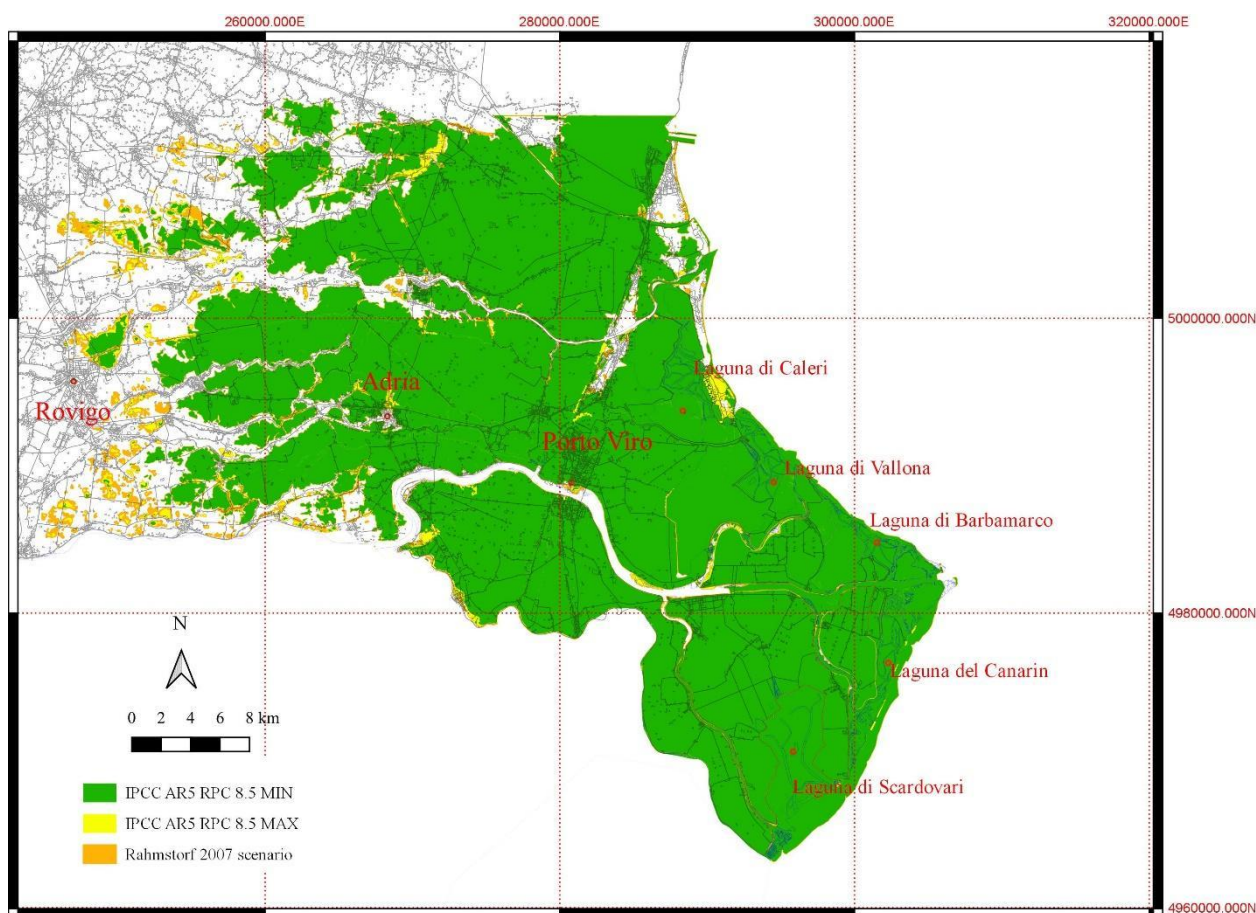 260000.000E
280000.000E
300000.000E
320000.000E
5000000.000N
Laguna di Caleri
Adria
Rovigo
Porto Viro
Laguna di Vallona
Laguna di Barbamarco
4980000.000N
N
Laguna del Canarin
0 2 4 6 8 km
Laguna di Scardovari
IPCC AR5 RPC 8.5 MIN
IPCC AR5 RPC 8.5 MAX
Rahmstorf 2007 scenario
4960000.000N